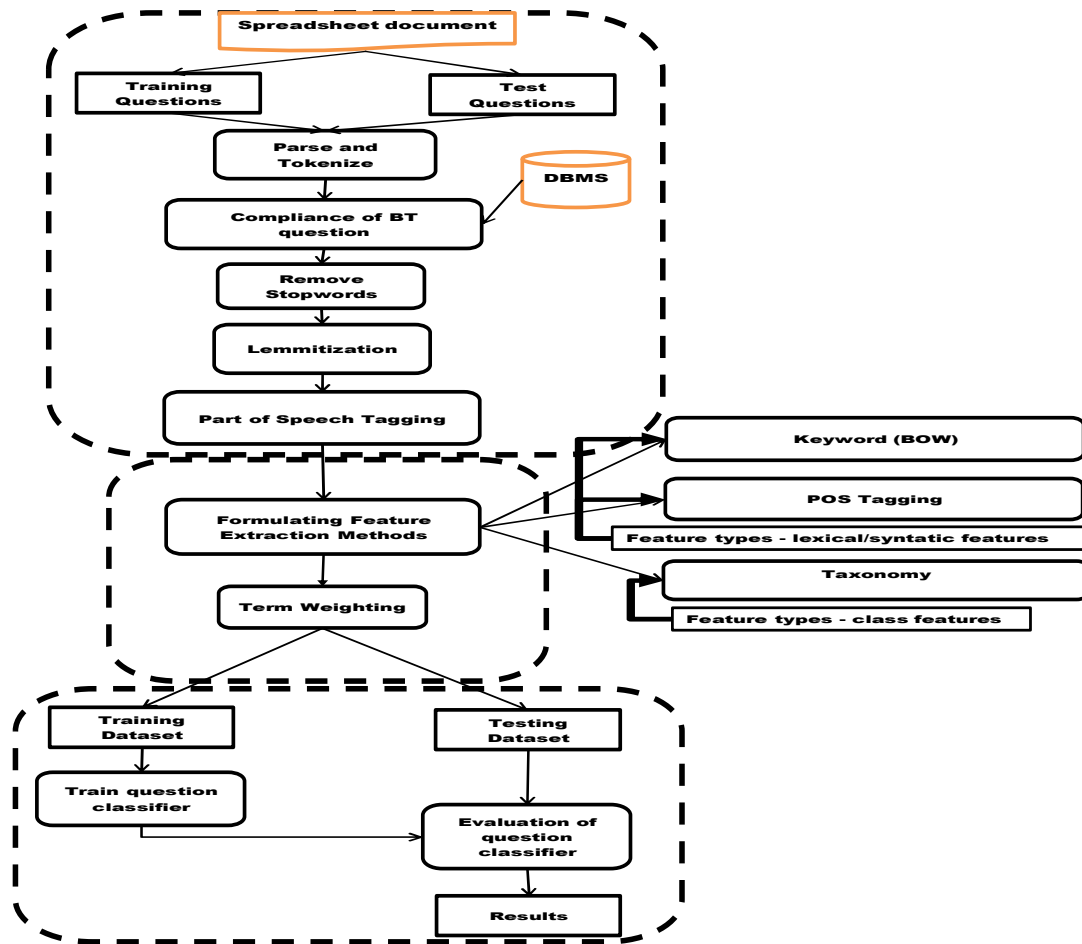 Spreadsheet document
Training
Questions
Test
Questions
Parse and
Tokenize
DBMS
Compliance of BT
question
Remove
Stopwords
Lemmitization
Part of Speech Tagging
Keyword (BOW)
POS Tagging
Formulating Feature
Extraction Methods
Feature types - lexical/syntatic features
Taxonomy
Term Weighting
Feature types - class features
Training
Dataset
Testing
Dataset
Train question
classifier
Evaluation of
question
classifier
Results